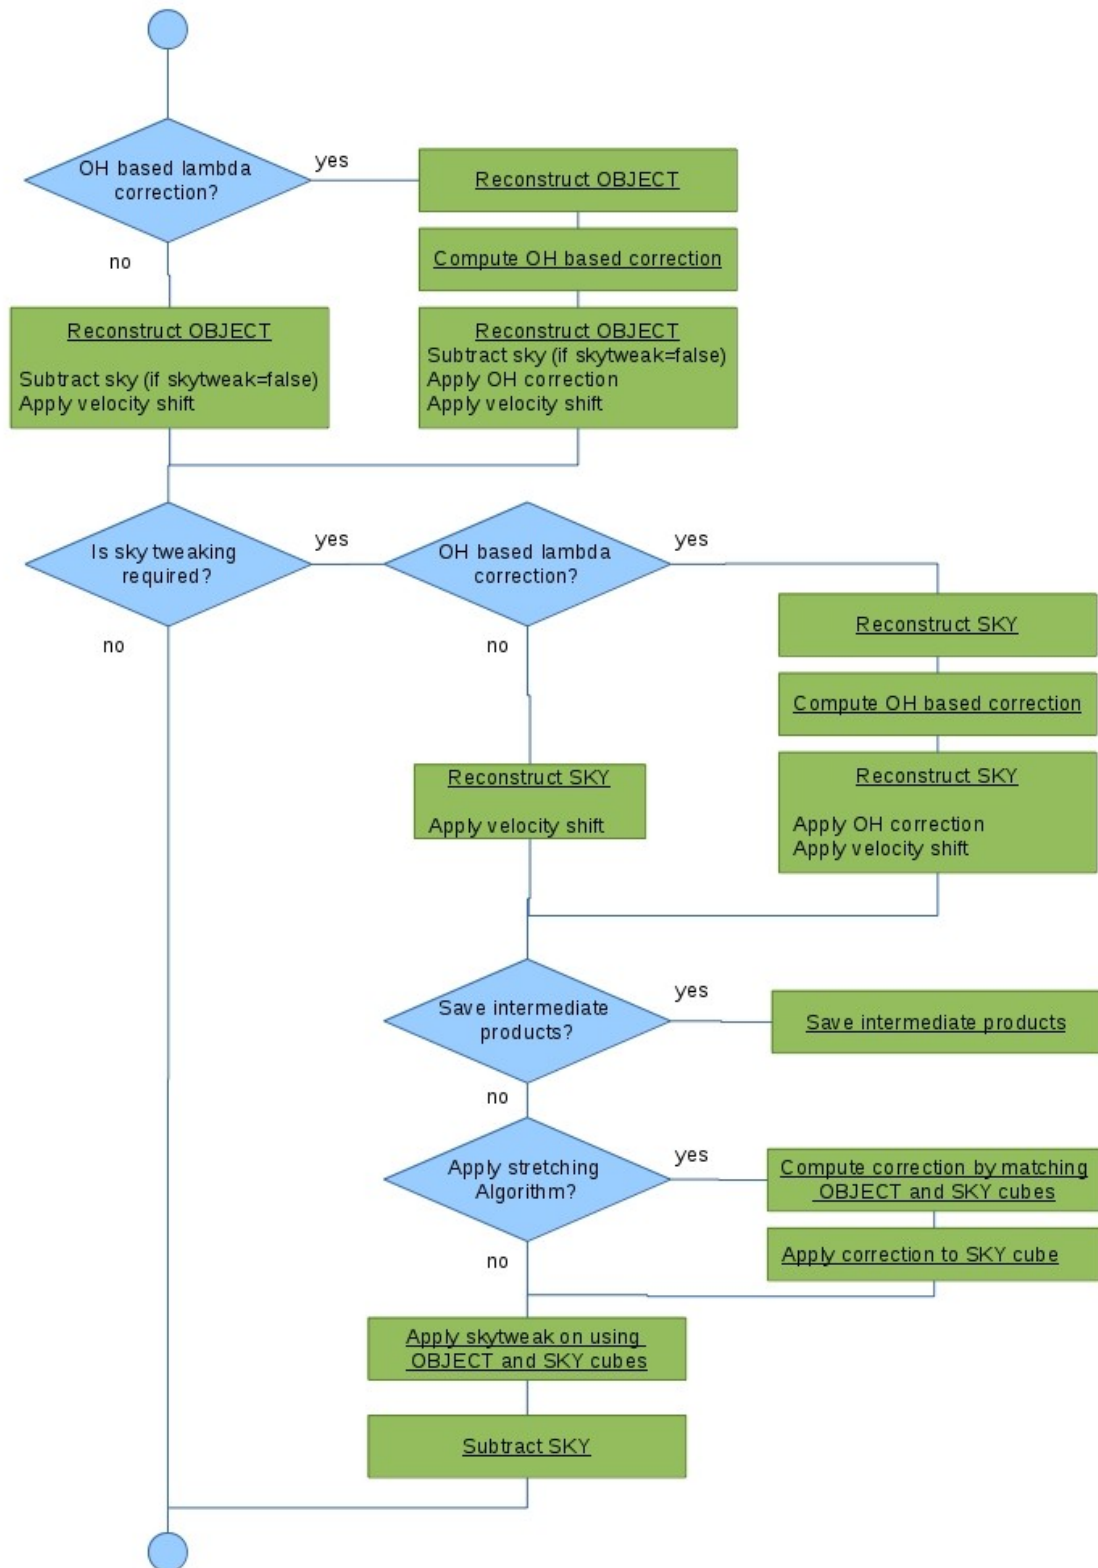 OH based lambda
correction?
yes
no
Reconstruct OBJECT
Compute OH based correction
Reconstruct OBJECT
Subtract sky (if skytweak=false)
Apply OH correction
Apply velocity shift
Reconstruct OBJECT
Subtract sky (if skytweak=false)
Apply velocity shift
Is sky tweaking
required?
yes
no
OH based lambda
correction?
yes
no
Reconstruct SKY
Compute OH based correction
Reconstruct SKY
Apply OH correction
Apply velocity shift
Reconstruct SKY
Apply velocity shift
Save intermediate
products?
yes
no
Save intermediate products
Apply stretching
Algorithm?
yes
no
Compute correction by matching
OBJECT and SKY cubes
Apply correction to SKY cube
Apply skytweak on using
OBJECT and SKY cubes
Subtract SKY